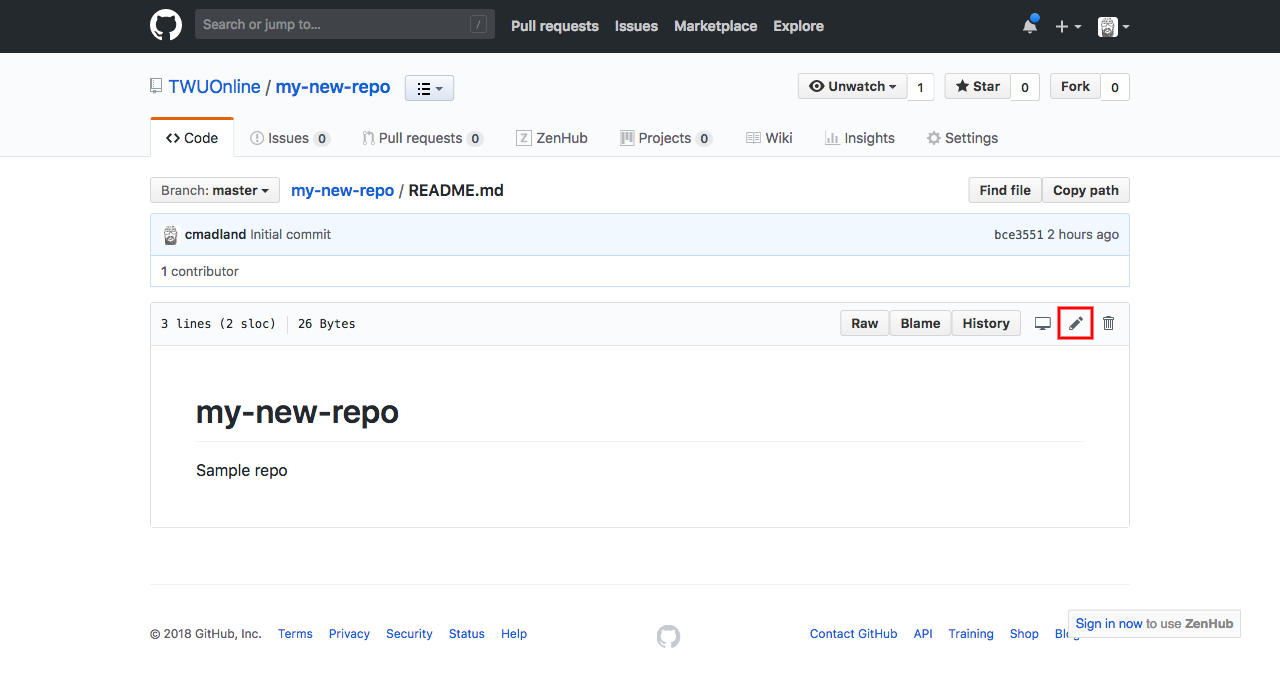 Search or jump to... / Pull requests Issues Marketplace Explore
TWUOnline / my-new-repo Unwatch 1 Star 0 Fork 0
Code Issues 0 Pull requests 0 Z ZenHub Projects 0 Wiki Insights Settings
Branch: master my-new-repo / README.md Find file Copy path
cmadland Initial commit bce3551 2 hours ago
1 contributor
3 lines (2 sloc) 26 Bytes Raw Blame History
my-new-repo
Sample repo
© 2018 GitHub, Inc. Terms Privacy Security Status Help Contact GitHub API Training Shop
Sign in now to use ZenHub